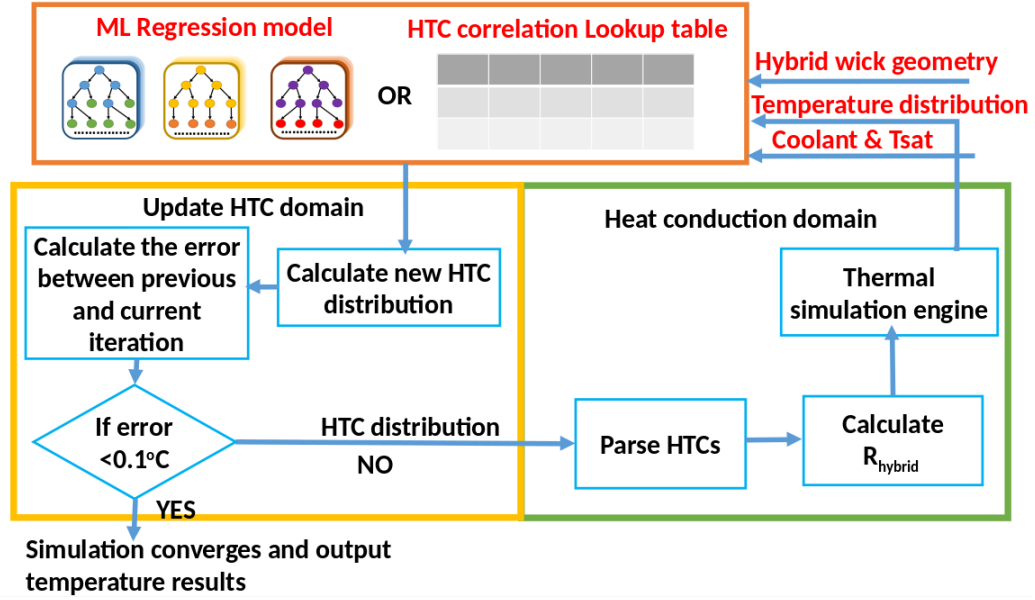 ML Regression model
HTC correlation Lookup table
OR
Hybrid wick geometry
Temperature distribution
Coolant & Tsat
Update HTC domain
Calculate the error
between previous
and current
iteration
Calculate new HTC
distribution
If error
<0.1°C
YES
HTC distribution
NO
Simulation converges and output
temperature results
Heat conduction domain
Thermal
simulation engine
Parse HTCs
Calculate
Rhybrid